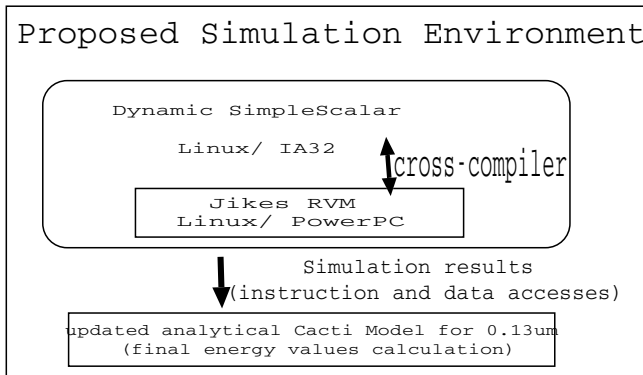 Proposed Simulation Environment
Dynamic SimpleScalar
Linux/ IA32
cross-compiler
Jikes RVM
Linux/ PowerPC
Simulation results
(instruction and data accesses)
updated analytical Cacti Model for 0.13um
(final energy values calculation)